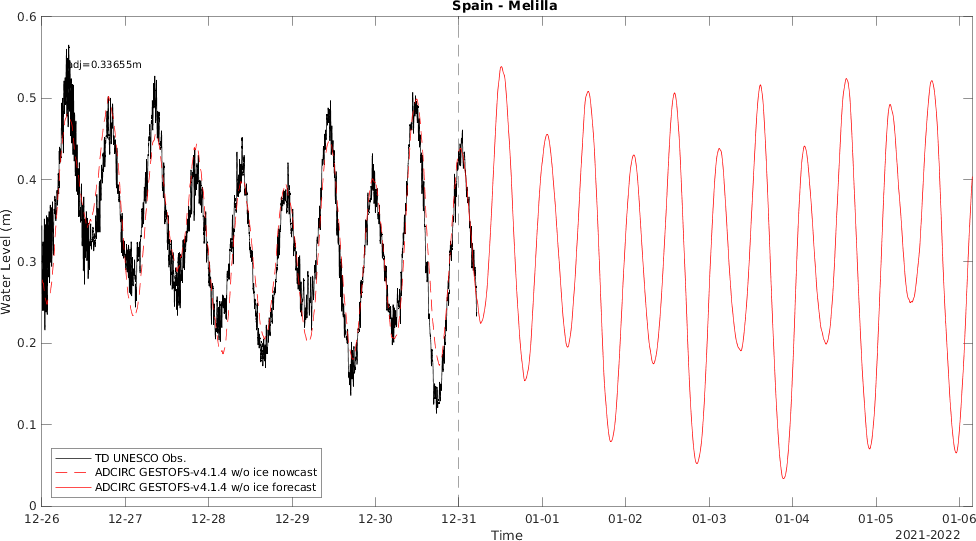 Spain - Melilla
adj=0.33655m
Water Level (m)
0.6
0.5
0.4
0.3
0.2
0.1
0
TD UNESCO Obs.
ADCIRC GESTOFS-v4.1.4 w/o ice nowcast
ADCIRC GESTOFS-v4.1.4 w/o ice forecast
12-26 12-27 12-28 12-29 12-30 12-31 01-01 01-02 01-03 01-04 01-05 01-06
Time
2021-2022